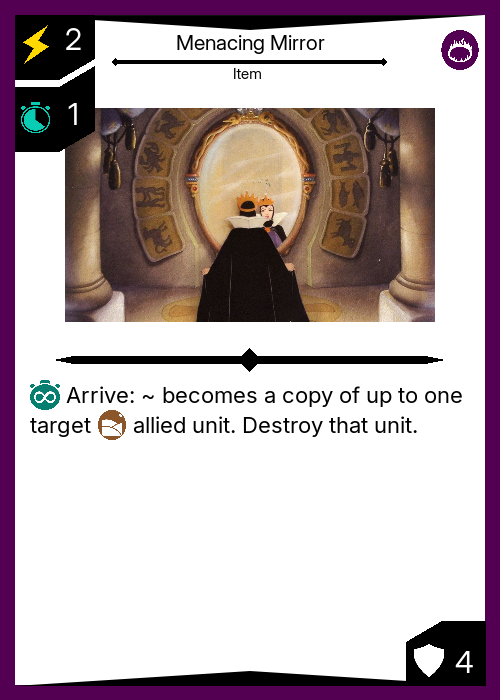 2
Menacing Mirror
Item
1
Arrive: ~ becomes a copy of up to one
target allied unit. Destroy that unit.
4